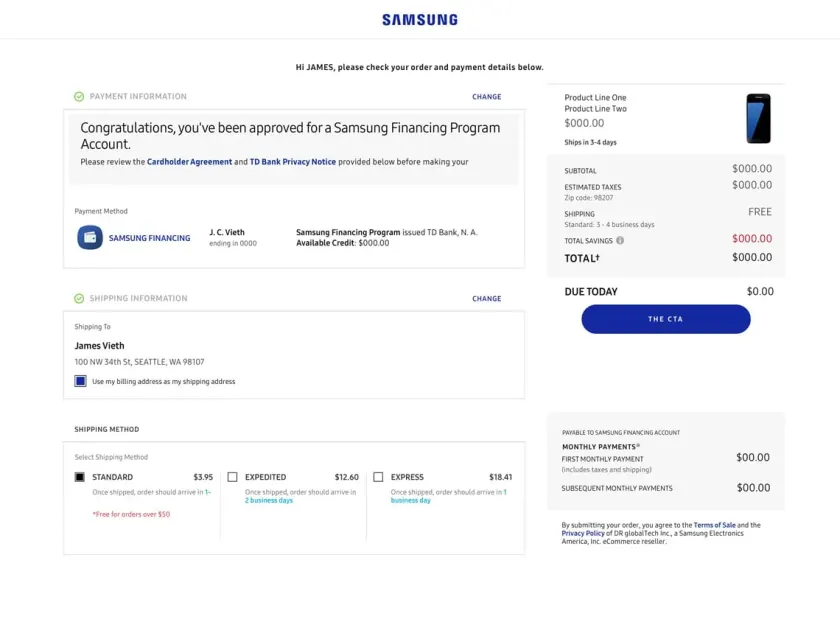 SAMSUNG
Hi JAMES, please check your order and payment details below.
PAYMENT INFORMATION
CHANGE
Congratulations, you've been approved for a Samsung Financing Program
Account.
Please review the Cardholder Agreement and TD Bank Privacy Notice provided below before making your
Payment Method
SAMSUNG FINANCING
J. C. Vieth
ending in 0000
Samsung Financing Program issued TD Bank, N. A.
Available Credit: $000.00
SHIPPING INFORMATION
CHANGE
Shipping To
James Vieth
100 NW 34th St, SEATTLE, WA 98107
Use my billing address as my shipping address
SHIPPING METHOD
Select Shipping Method
STANDARD $3.95
Once shipped, order should arrive in 1-
*Free for orders over $50
EXPEDITED $12.60
Once shipped, order should arrive in
2 business days
EXPRESS $18.41
Once shipped, order should arrive in 1
business day
Product Line One
Product Line Two
$000.00
Ships in 3-4 days
SUBTOTAL $000.00
ESTIMATED TAXES $000.00
Zip code: 98207
SHIPPING FREE
Standard: 3 - 4 business days
TOTAL SAVINGS $000.00
TOTAL† $000.00
DUE TODAY $0.00
THE CTA
PAYABLE TO SAMSUNG FINANCING ACCOUNT
MONTHLY PAYMENTS®
FIRST MONTHLY PAYMENT $00.00
(includes taxes and shipping)
SUBSEQUENT MONTHLY PAYMENTS $00.00
By submitting your order, you agree to the Terms of Sale and the
Privacy Policy of DR globalTech Inc., a Samsung Electronics
America, Inc. eCommerce reseller.